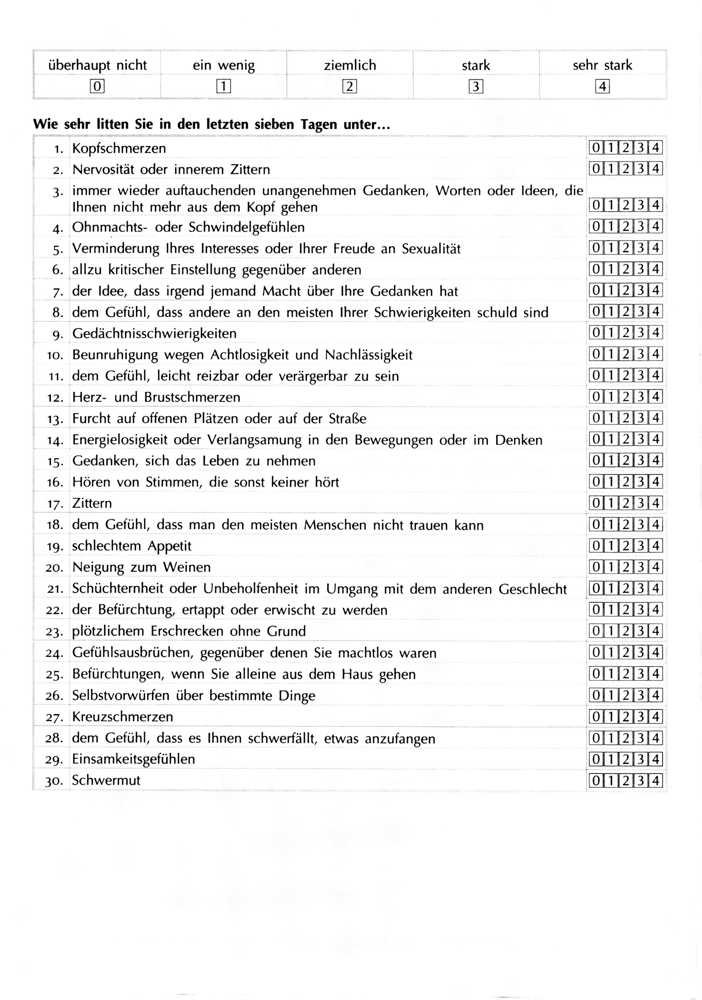 überhaupt nicht ein wenig ziemlich stark sehr stark
0 1 2 3 4
Wie sehr litten Sie in den letzten sieben Tagen unter...
1. Kopfschmerzen 0 1 2 3 4
2. Nervosität oder innerem Zittern 0 1 2 3 4
3. immer wieder auftauchenden unangenehmen Gedanken, Worten oder Ideen, die
Ihnen nicht mehr aus dem Kopf gehen 0 1 2 3 4
4. Ohnmachts- oder Schwindelgefühlen 0 1 2 3 4
5. Verminderung Ihres Interesses oder Ihrer Freude an Sexualität 0 1 2 3 4
6. allzu kritischer Einstellung gegenüber anderen 0 1 2 3 4
7. der Idee, dass irgend jemand Macht über Ihre Gedanken hat 0 1 2 3 4
8. dem Gefühl, dass andere an den meisten Ihrer Schwierigkeiten schuld sind 0 1 2 3 4
9. Gedächtnisschwierigkeiten 0 1 2 3 4
10. Beunruhigung wegen Achtlosigkeit und Nachlässigkeit 0 1 2 3 4
11. dem Gefühl, leicht reizbar oder verärgerbar zu sein 0 1 2 3 4
12. Herz- und Brustschmerzen 0 1 2 3 4
13. Furcht auf offenen Plätzen oder auf der Straße 0 1 2 3 4
14. Energielosigkeit oder Verlangsamung in den Bewegungen oder im Denken 0 1 2 3 4
15. Gedanken, sich das Leben zu nehmen 0 1 2 3 4
16. Hören von Stimmen, die sonst keiner hört 0 1 2 3 4
17. Zittern 0 1 2 3 4
18. dem Gefühl, dass man den meisten Menschen nicht trauen kann 0 1 2 3 4
19. schlechtem Appetit 0 1 2 3 4
20. Neigung zum Weinen 0 1 2 3 4
21. Schüchternheit oder Unbeholfenheit im Umgang mit dem anderen Geschlecht 0 1 2 3 4
22. der Befürchtung, ertappt oder erwischt zu werden 0 1 2 3 4
23. plötzlichem Erschrecken ohne Grund 0 1 2 3 4
24. Gefühlsausbrüchen, gegenüber denen Sie machtlos waren 0 1 2 3 4
25. Befürchtungen, wenn Sie alleine aus dem Haus gehen 0 1 2 3 4
26. Selbstvorwürfen über bestimmte Dinge 0 1 2 3 4
27. Kreuzschmerzen 0 1 2 3 4
28. dem Gefühl, dass es Ihnen schwerfällt, etwas anzufangen 0 1 2 3 4
29. Einsamkeitsgefühlen 0 1 2 3 4
30. Schwermut 0 1 2 3 4